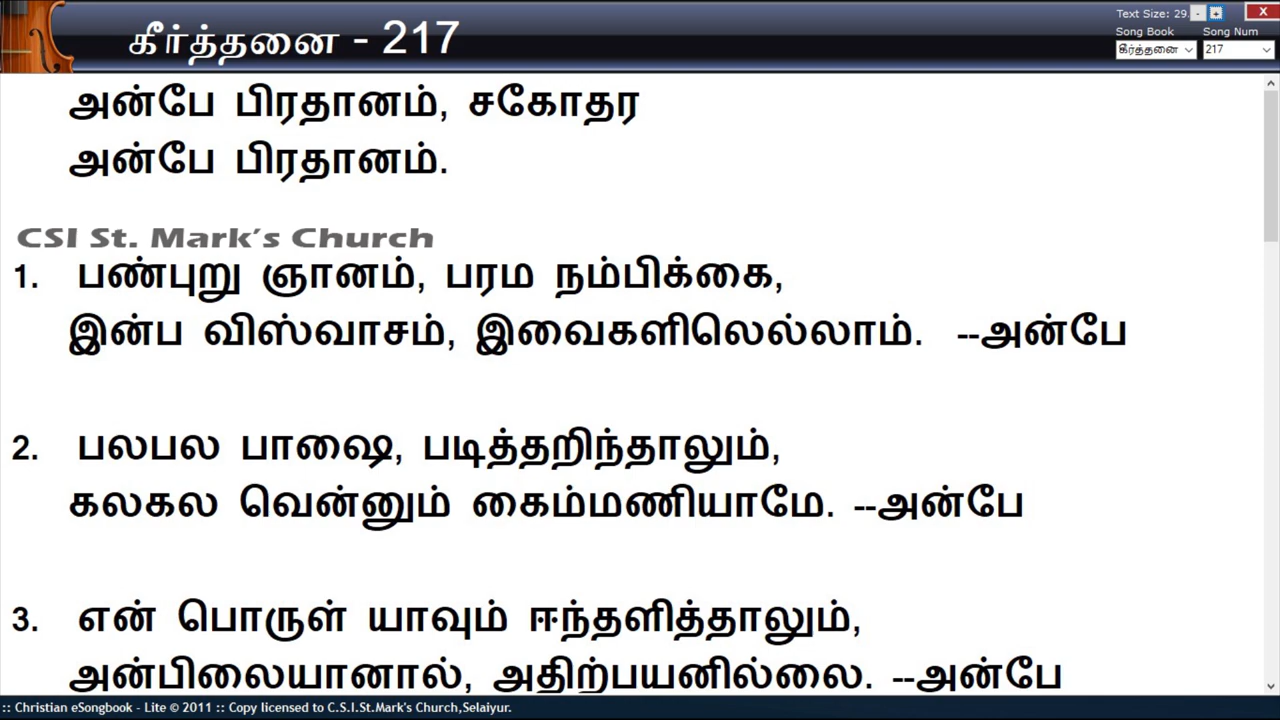 கீர்த்தனை - 217
Text Size: 29.
- +
X
Song Book
Song Num
கீர்த்தனை
217
அன்பே பிரதானம், சகோதர
அன்பே பிரதானம்.
CSI St. Mark's Church
1. பண்புறு ஞானம், பரம நம்பிக்கை,
இன்ப விஸ்வாசம், இவைகளிலெல்லாம். --அன்பே
2. பலபல பாஷை, படித்தறிந்தாலும்,
கலகல வென்னும் கைம்மணியாமே. --அன்பே
3. என் பொருள் யாவும் ஈந்தளித்தாலும்,
அன்பிலையானால், அதிற்பயனில்லை. --அன்பே
:: Christian eSongbook - Lite © 2011 :: Copy licensed to C.S.I.St.Mark's Church,Selaiyur.